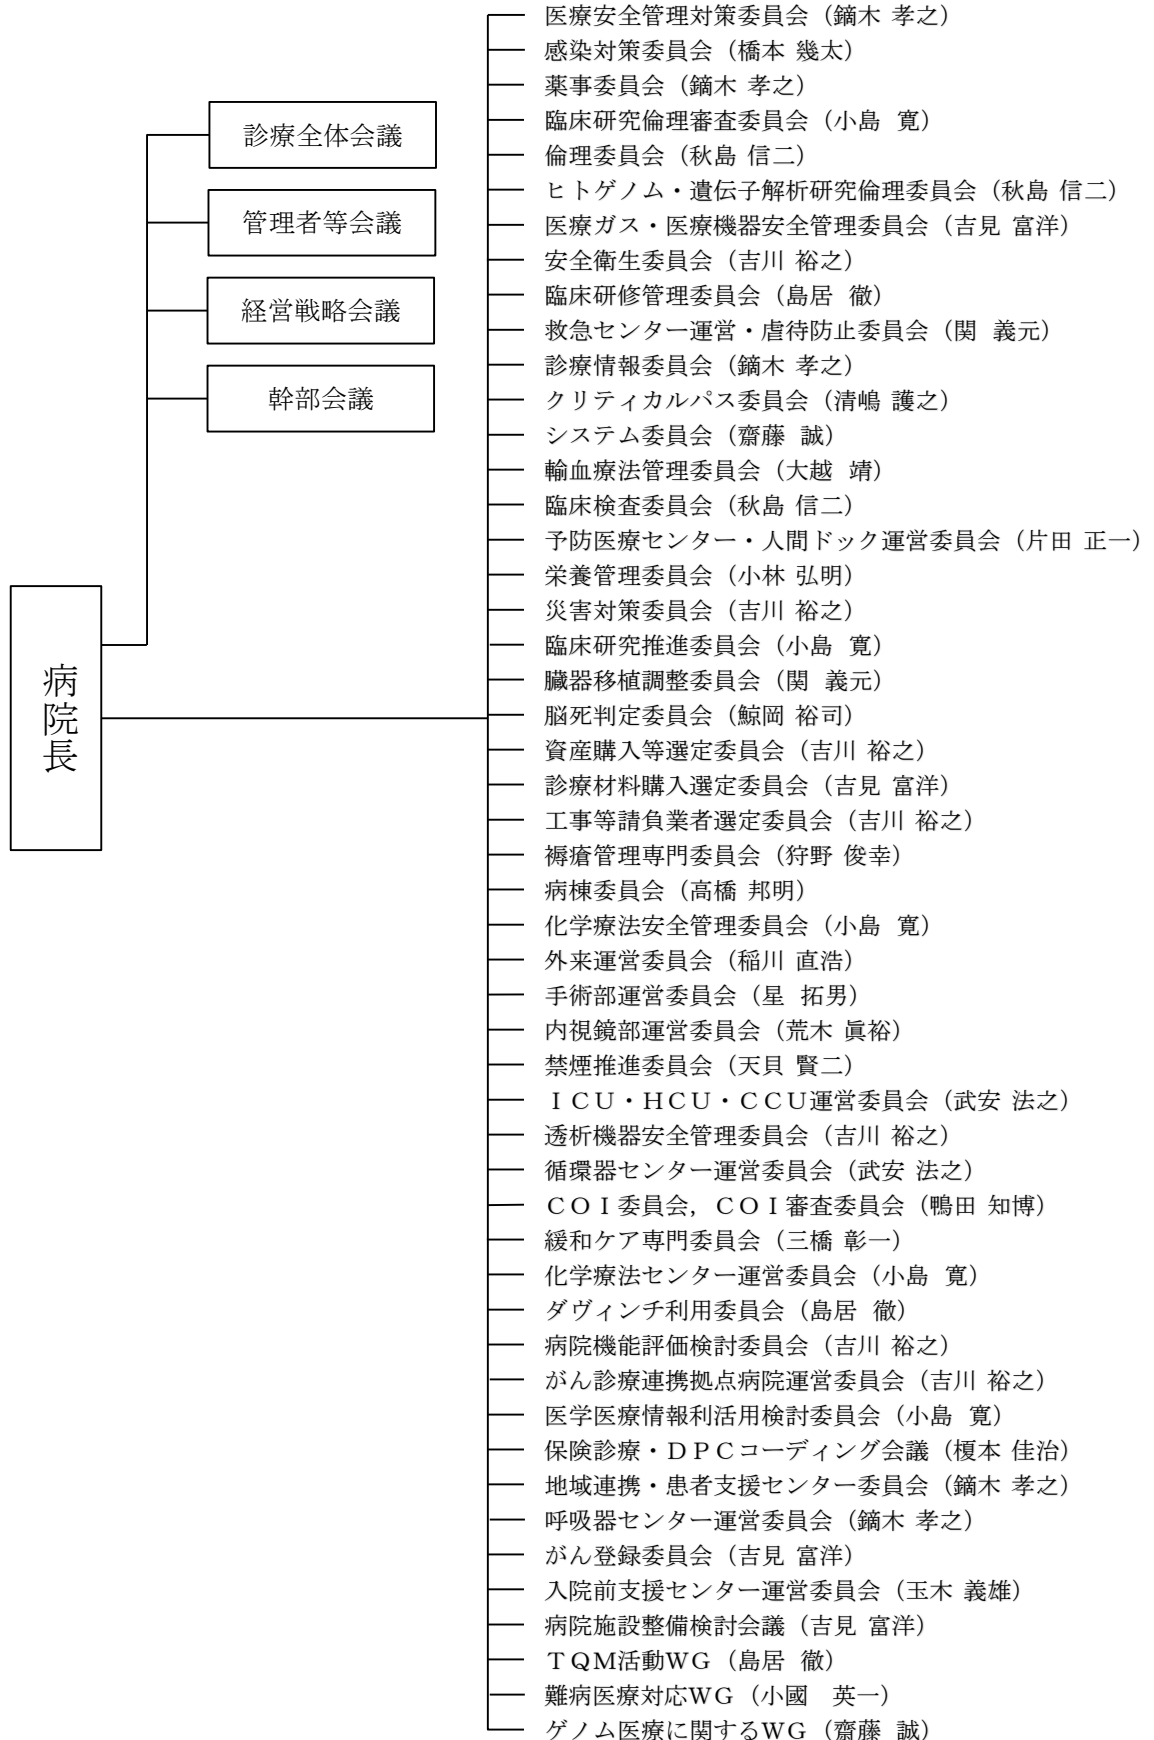 診療全体会議
管理者等会議
経営戦略会議
幹部会議
病院長
医療安全管理対策委員会（鏑木 孝之）
感染対策委員会（橋本 幾太）
薬事委員会（鏑木 孝之）
臨床研究倫理審査委員会（小島 寛）
倫理委員会（秋島 信二）
ヒトゲノム・遺伝子解析研究倫理委員会（秋島 信二）
医療ガス・医療機器安全管理委員会（吉見 富洋）
安全衛生委員会（吉川 裕之）
臨床研修管理委員会（島居 徹）
救急センター運営・虐待防止委員会（関 義元）
診療情報委員会（鏑木 孝之）
クリティカルパス委員会（清嶋 護之）
システム委員会（齋藤 誠）
輸血療法管理委員会（大越 靖）
臨床検査委員会（秋島 信二）
予防医療センター・人間ドック運営委員会（片田 正一）
栄養管理委員会（小林 弘明）
災害対策委員会（吉川 裕之）
臨床研究推進委員会（小島 寛）
臓器移植調整委員会（関 義元）
脳死判定委員会（鯨岡 裕司）
資産購入等選定委員会（吉川 裕之）
診療材料購入選定委員会（吉見 富洋）
工事等請負業者選定委員会（吉川 裕之）
褥瘡管理専門委員会（狩野 俊幸）
病棟委員会（高橋 邦明）
化学療法安全管理委員会（小島 寛）
外来運営委員会（稲川 直浩）
手術部運営委員会（星 拓男）
内視鏡部運営委員会（荒木 眞裕）
禁煙推進委員会（天貝 賢二）
ＩＣＵ・ＨＣＵ・ＣＣＵ運営委員会（武安 法之）
透析機器安全管理委員会（吉川 裕之）
循環器センター運営委員会（武安 法之）
ＣＯＩ委員会，ＣＯＩ審査委員会（鴨田 知博）
緩和ケア専門委員会（三橋 彰一）
化学療法センター運営委員会（小島 寛）
ダヴィンチ利用委員会（島居 徹）
病院機能評価検討委員会（吉川 裕之）
がん診療連携拠点病院運営委員会（吉川 裕之）
医学医療情報利活用検討委員会（小島 寛）
保険診療・ＤＰＣコーディング会議（榎本 佳治）
地域連携・患者支援センター委員会（鏑木 孝之）
呼吸器センター運営委員会（鏑木 孝之）
がん登録委員会（吉見 富洋）
入院前支援センター運営委員会（玉木 義雄）
病院施設整備検討会議（吉見 富洋）
ＴＱＭ活動ＷＧ（島居 徹）
難病医療対応ＷＧ（小國　英一）
ゲノム医療に関するＷＧ（齋藤 誠）